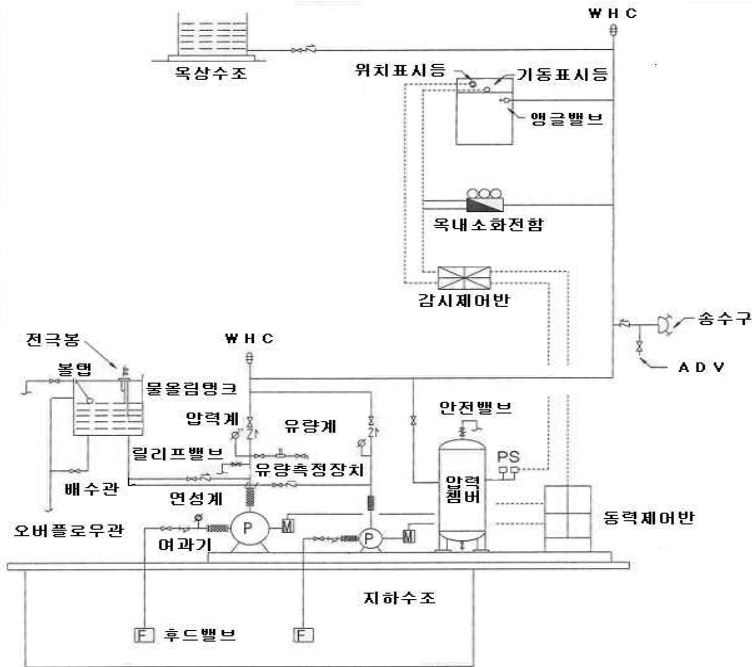 WHC
옥상수조
위치표시등
기동표시등
앵글밸브
옥내소화전함
감시제어반
송수구
ADV
전극봉
볼탭
WHC
물올림탱크
압력계
유량계
안전밸브
릴리프밸브
유량측정장치
PS
배수관
연성계
압력
쳄버
오버플로우관
여과기
P
M
P
M
동력제어반
지하수조
F
후드밸브
F